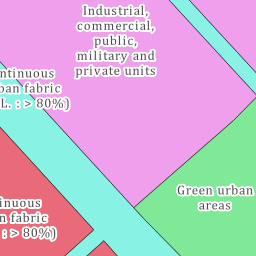 Industrial,
commercial,
public,
military and
private units
ntinuous
ban fabric
L. : > 80%)
Green urban
areas
inuous
n fabric
: > 80%)